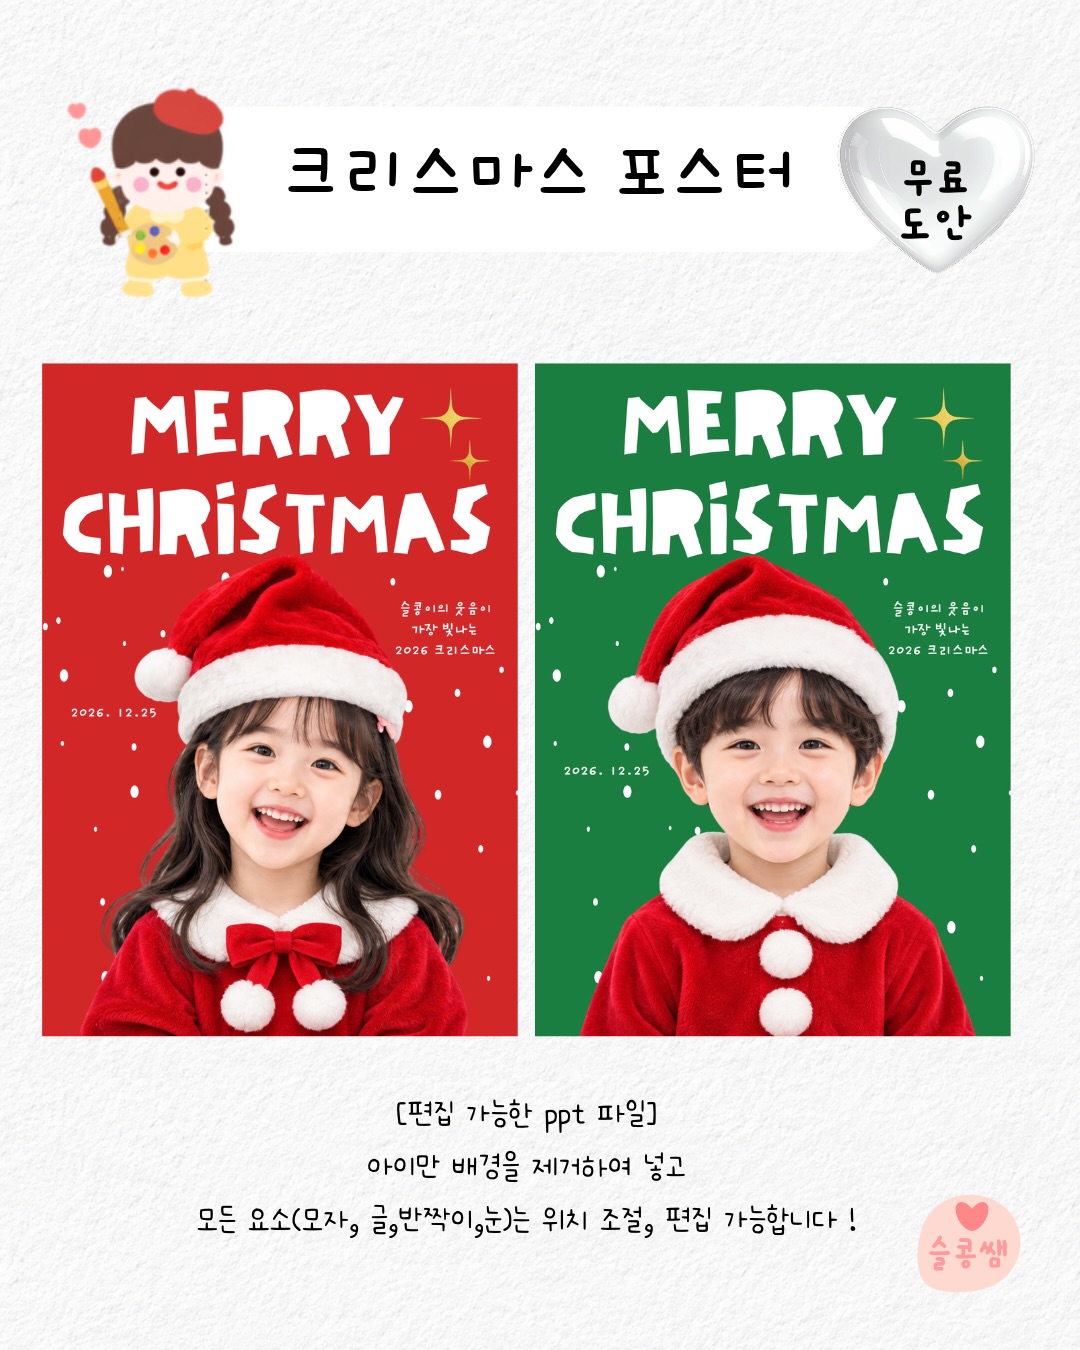 크리스마스 포스터
무료
도안
MERRY
CHRiSTMAS
슬콩이의 웃음이
가장 빛나는
2026 크리스마스
2026. 12.25
MERRY
CHRiSTMAS
슬콩이의 웃음이
가장 빛나는
2026 크리스마스
2026. 12.25
[편집 가능한 ppt 파일]
아이만 배경을 제거하여 넣고
모든 요소(모자, 글,반짝이,눈)는 위치 조절, 편집 가능합니다 !
슬콩쌤